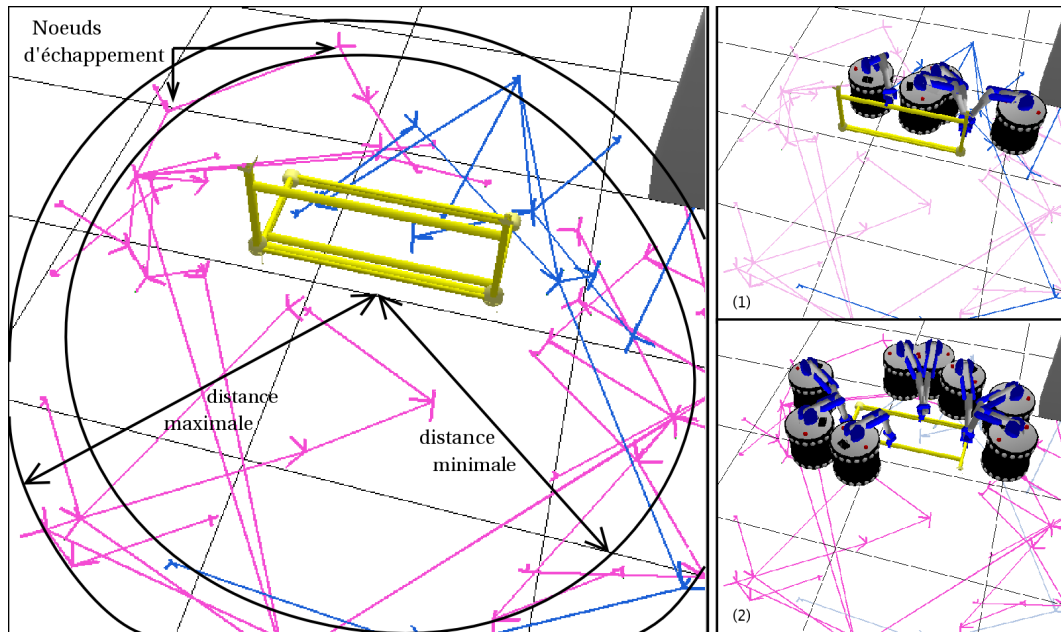 Noeuds
d'échappement
distance
maximale
distance
minimale
(1)
(2)